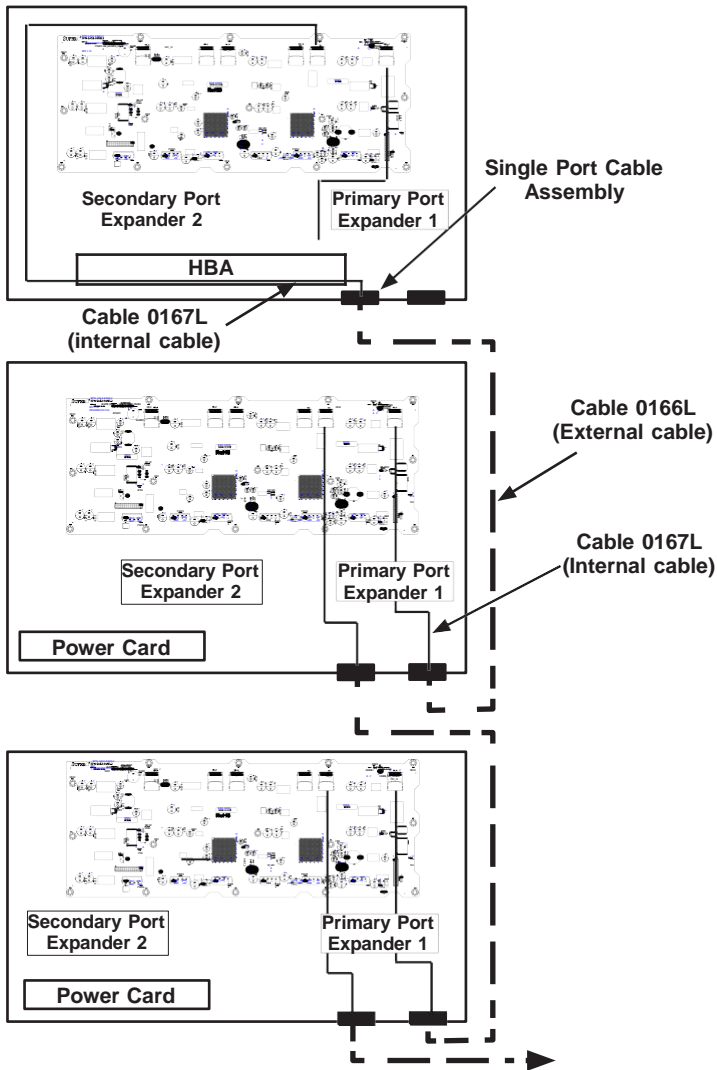 Single Port Cable
Assembly
Secondary Port
Expander 2
Primary Port
Expander 1
HBA
Cable 0167L
(internal cable)
Cable 0166L
(External cable)
Cable 0167L
(Internal cable)
Secondary Port
Expander 2
Primary Port
Expander 1
Power Card
Secondary Port
Expander 2
Primary Port
Expander 1
Power Card